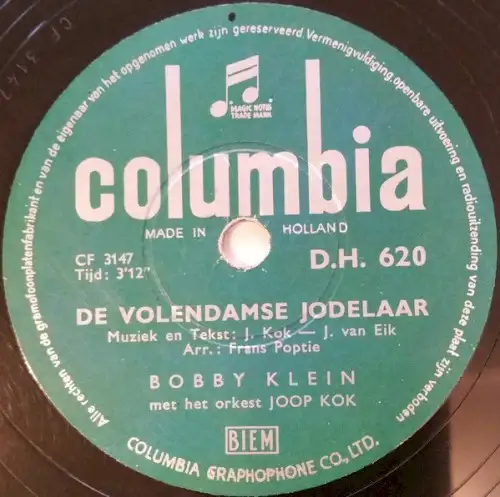 Alle rechten van de gramofoonplatenfabrikant en van de eigenaar van het opgenomen werk zijn gereserveerd. Vermenigvuldiging, openbare uitvoering en radiouitzending van deze plaat zijn verboden
CF 3147
MAGIC NOTES
TRADE MARK
columbia
MADE IN HOLLAND
CF 3147
Tijd: 3'12"
D.H. 620
DE VOLENDAMSE JODELAAR
Muziek en Tekst: J. Kok — J. van Eik
Arr.: Frans Poptie
BOBBY KLEIN
met het orkest JOOP KOK
BIEM
COLUMBIA GRAPHOPHONE CO., LTD.